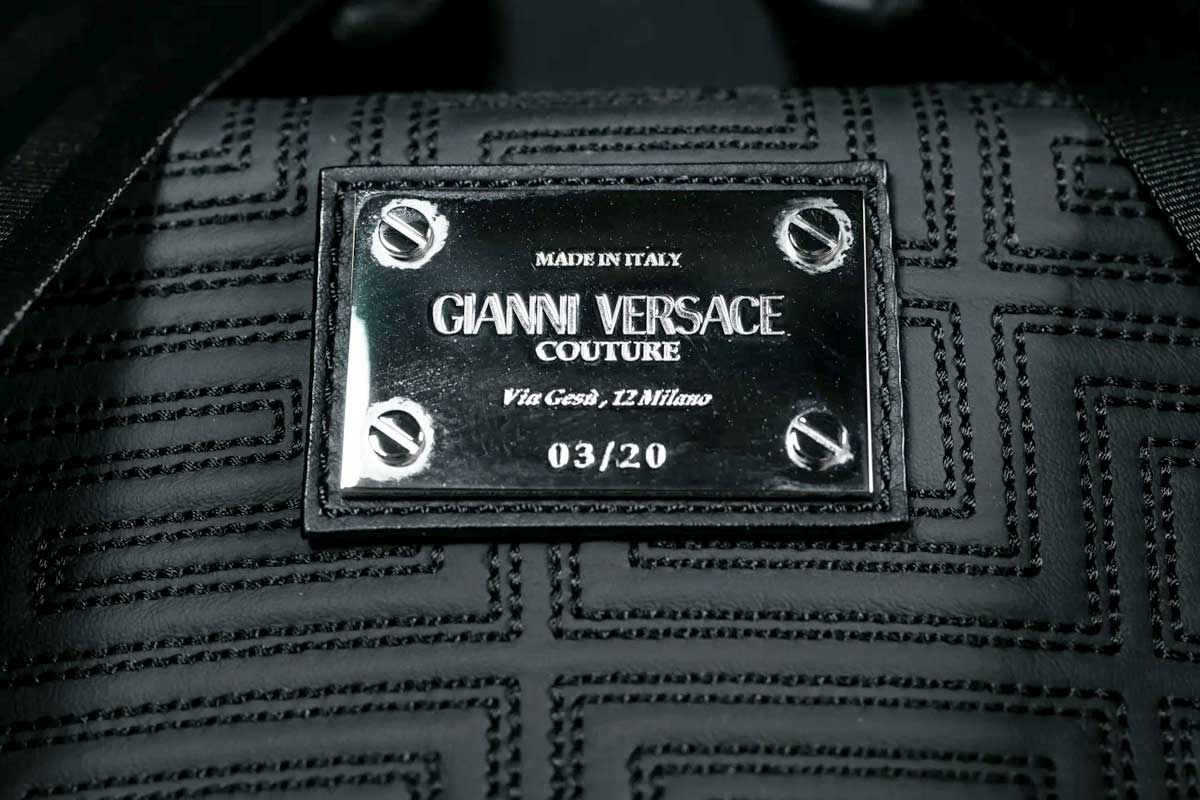 MADE IN ITALY
GIANNI VERSACE
COUTURE
Via Gesù, 12 Milano
03/20